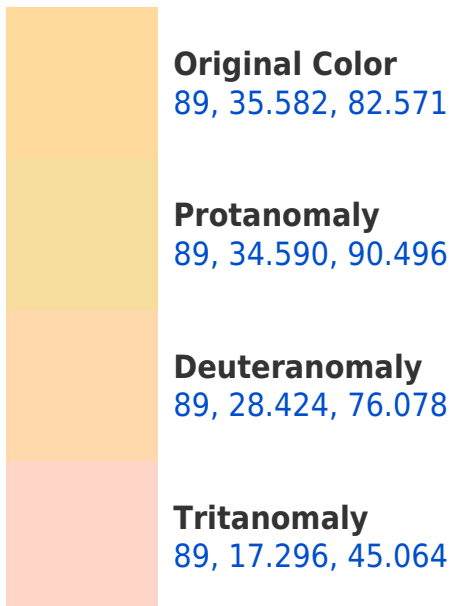 Original Color
89, 35.582, 82.571
Protanomaly
89, 34.590, 90.496
Deuteranomaly
89, 28.424, 76.078
Tritanomaly
89, 17.296, 45.064